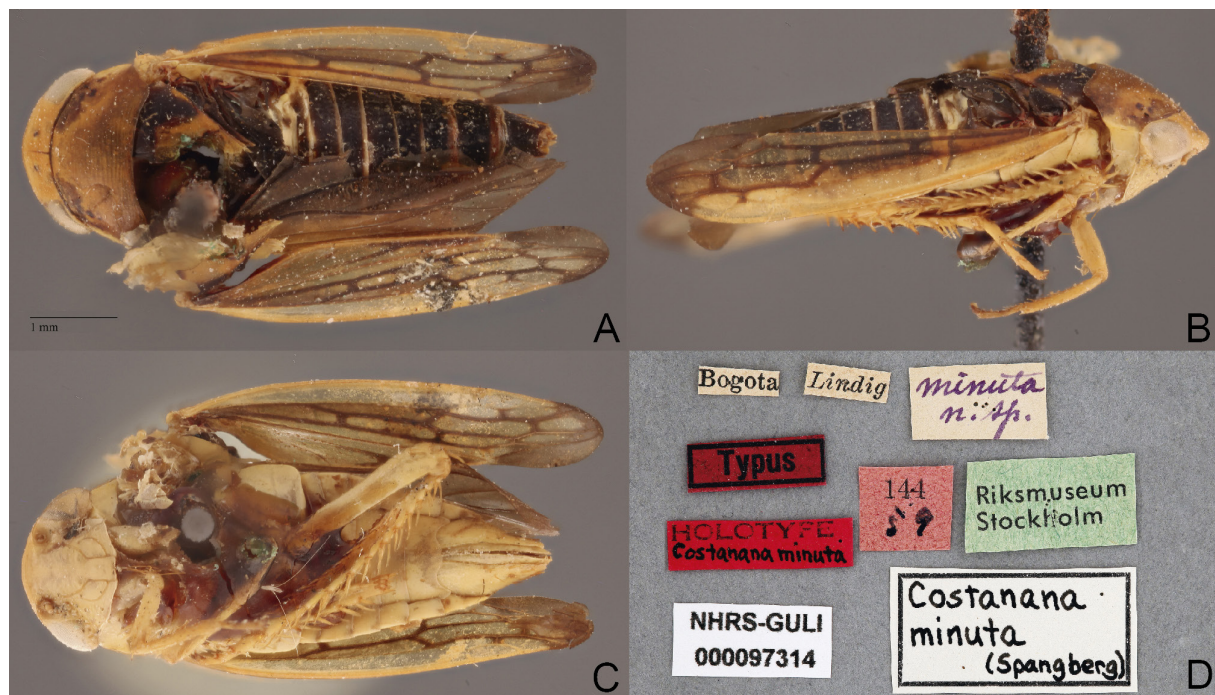 1 mm
A
B
C
Bogota
Lindig
minuta
n. sp.
Typus
144
59
Riksmuseum
Stockholm
HOLOTYPE
Costanana minuta
NHRS-GULI
000097314
Costanana
minuta
(Spangberg)
D